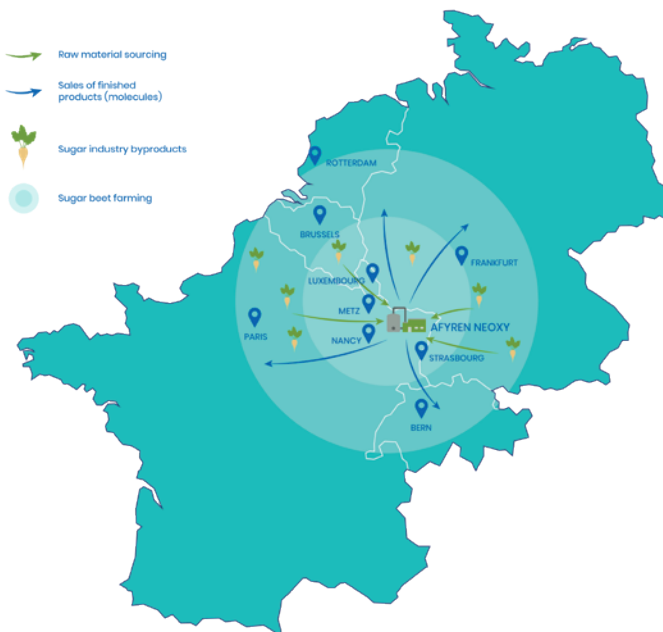 Raw material sourcing
Sales of finished
products (molecules)
Sugar industry byproducts
Sugar beet farming
ROTTERDAM
BRUSSELS
FRANKFURT
LUXEMBOURG
METZ
PARIS
NANCY
AFYREN NEOXY
STRASBOURG
BERN